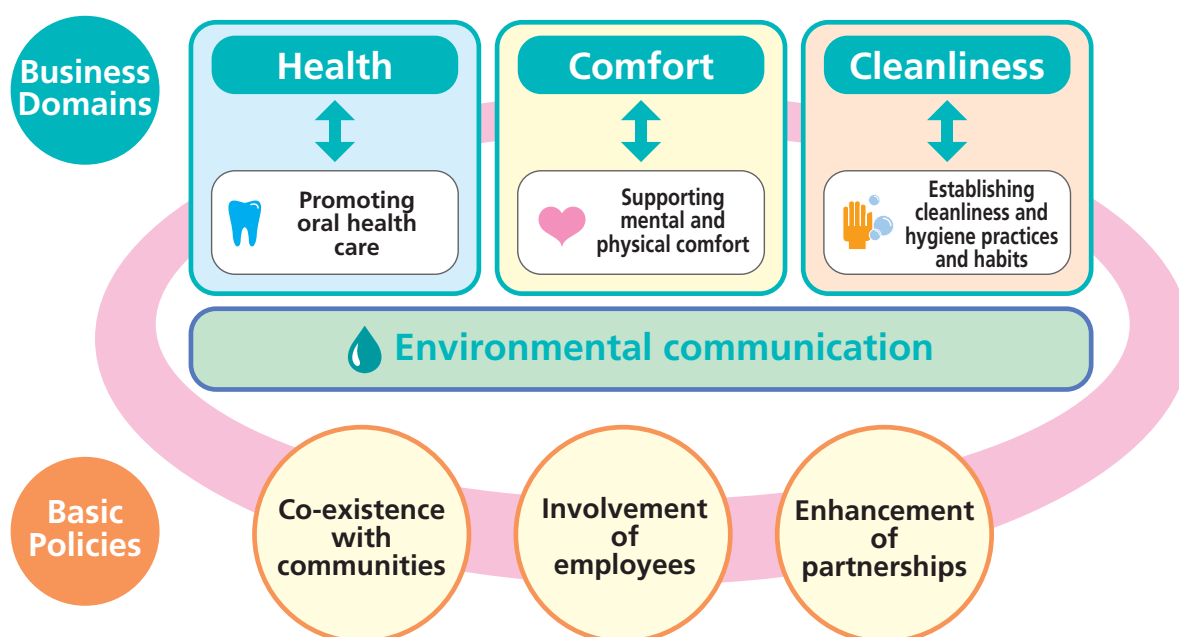 Business
Domains
Health
Comfort
Cleanliness
Promoting
oral health
care
Supporting
mental and
physical comfort
Establishing
cleanliness and
hygiene practices
and habits
Environmental communication
Basic
Policies
Co-existence
with
communities
Involvement
of
employees
Enhancement
of
partnerships